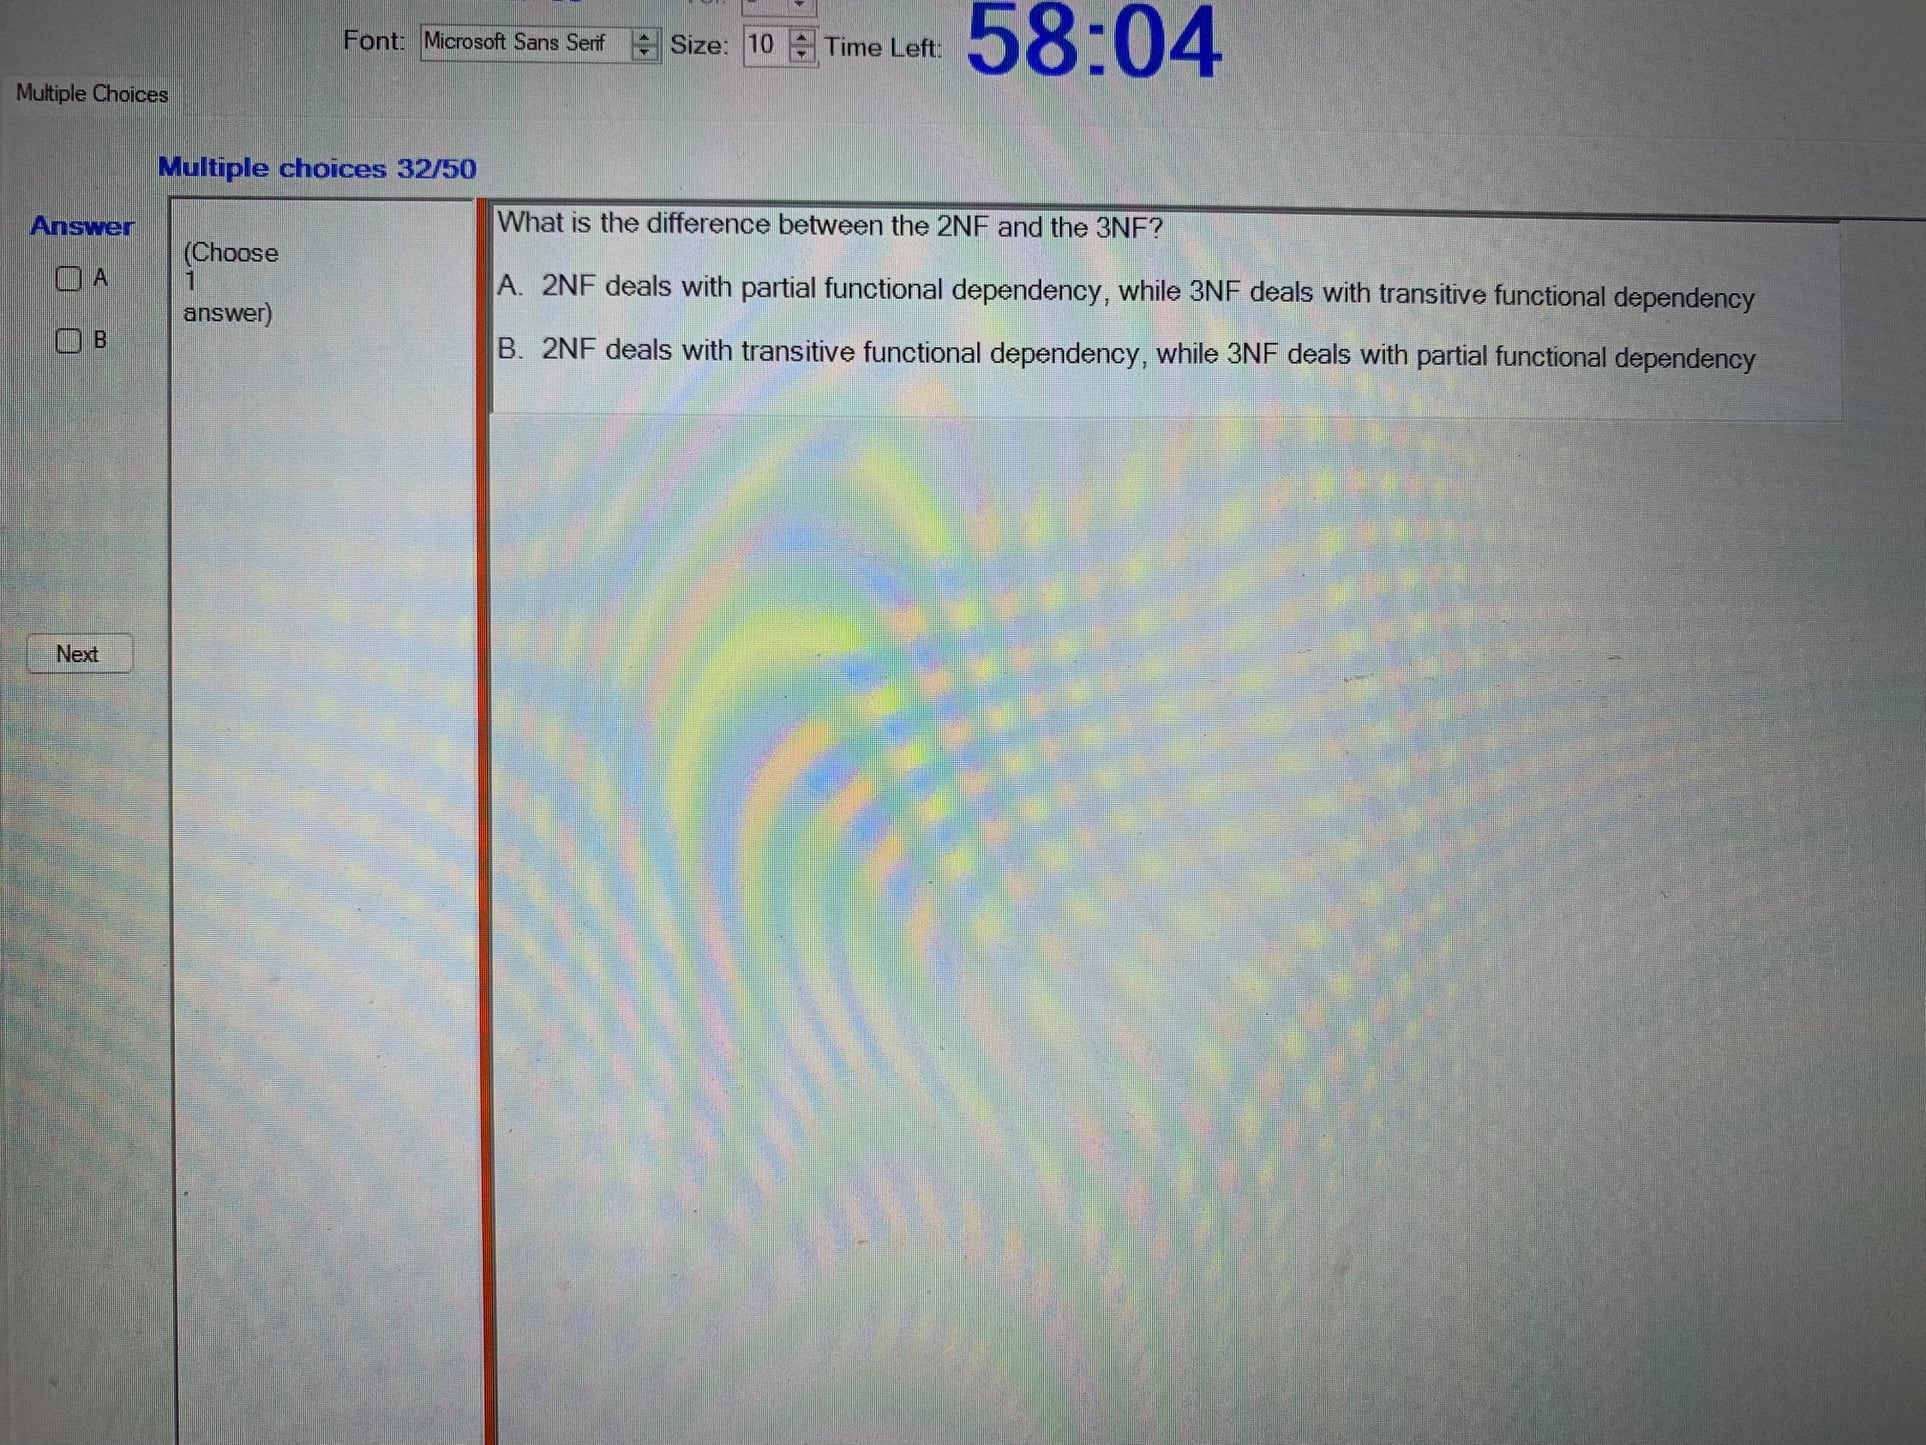 Font: Microsoft Sans Serif Size: 10 Time Left: 58:04
Multiple Choices
Multiple choices 32/50
Answer
A
B
Next
(Choose
1
answer)
What is the difference between the 2NF and the 3NF?
A. 2NF deals with partial functional dependency, while 3NF deals with transitive functional dependency
B. 2NF deals with transitive functional dependency, while 3NF deals with partial functional dependency